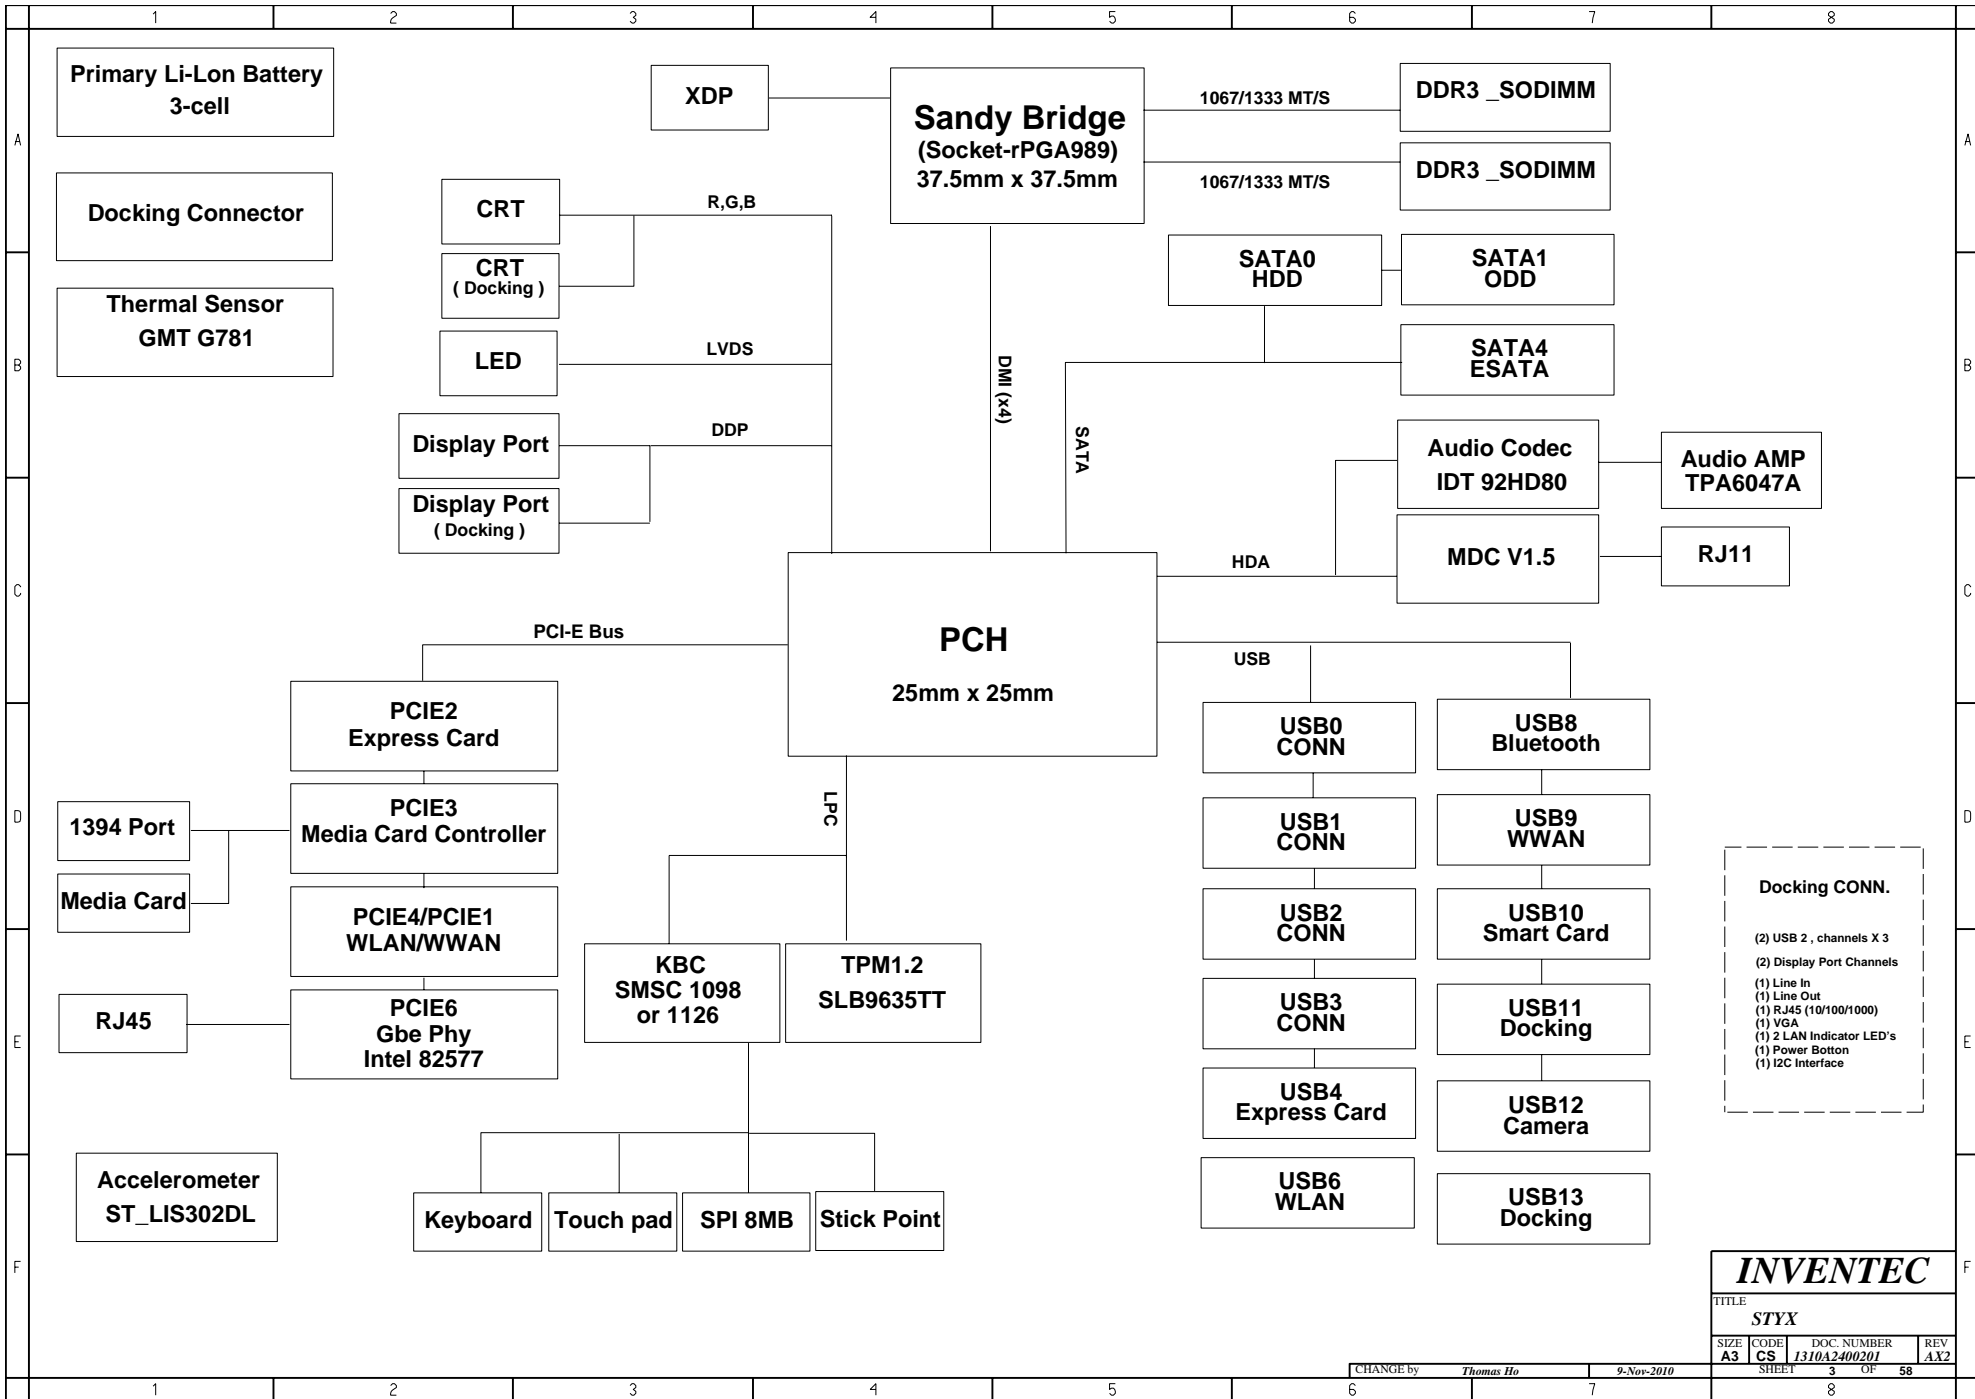 1 2 3 4 5 6 7 8
A
B
C
D
E
F
Primary Li-Lon Battery
3-cell
Docking Connector
Thermal Sensor
GMT G781
XDP
Sandy Bridge
(Socket-rPGA989)
37.5mm x 37.5mm
1067/1333 MT/S
DDR3 _SODIMM
1067/1333 MT/S
DDR3 _SODIMM
CRT
R,G,B
CRT
( Docking )
LED
LVDS
Display Port
DDP
Display Port
( Docking )
DMI (x4)
SATA
SATA0
HDD
SATA1
ODD
SATA4
ESATA
Audio Codec
IDT 92HD80
Audio AMP
TPA6047A
HDA
MDC V1.5
RJ11
PCH
25mm x 25mm
PCI-E Bus
USB
LPC
PCIE2
Express Card
PCIE3
Media Card Controller
1394 Port
Media Card
PCIE4/PCIE1
WLAN/WWAN
RJ45
PCIE6
Gbe Phy
Intel 82577
KBC
SMSC 1098
or 1126
TPM1.2
SLB9635TT
Accelerometer
ST_LIS302DL
Keyboard
Touch pad
SPI 8MB
Stick Point
USB0
CONN
USB1
CONN
USB2
CONN
USB3
CONN
USB4
Express Card
USB6
WLAN
USB8
Bluetooth
USB9
WWAN
USB10
Smart Card
USB11
Docking
USB12
Camera
USB13
Docking
Docking CONN.
(2) USB 2 , channels X 3
(2) Display Port Channels
(1) Line In
(1) Line Out
(1) RJ45 (10/100/1000)
(1) VGA
(1) 2 LAN Indicator LED's
(1) Power Botton
(1) I2C Interface
A
B
C
D
E
F
INVENTEC
TITLE
STYX
SIZE CODE DOC. NUMBER REV
A3 CS 1310A2400201 AX2
CHANGE by Thomas Ho 9-Nov-2010 SHEET 3 OF 58
1 2 3 4 5 6 7 8